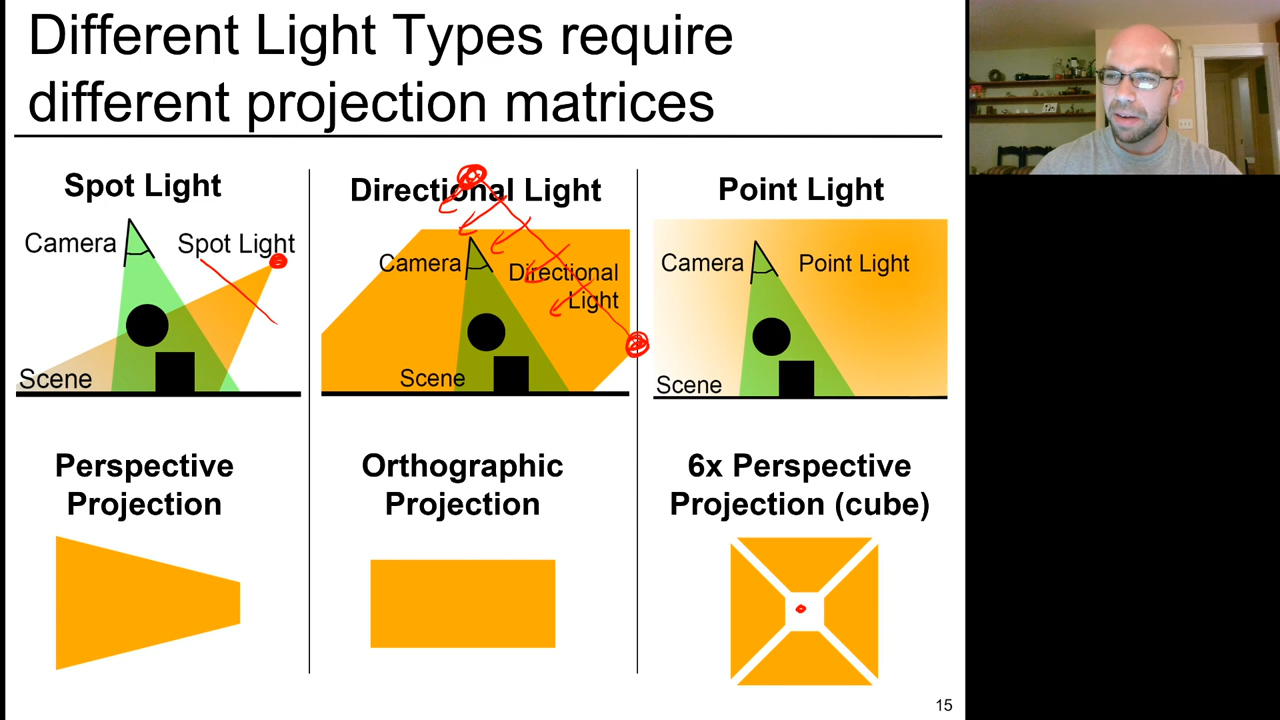 Different Light Types require
different projection matrices
Spot Light
Camera
Spot Light
Scene
Perspective
Projection
Directional Light
Camera
Directional
Light
Scene
Orthographic
Projection
Point Light
Camera
Point Light
Scene
6x Perspective
Projection (cube)
15